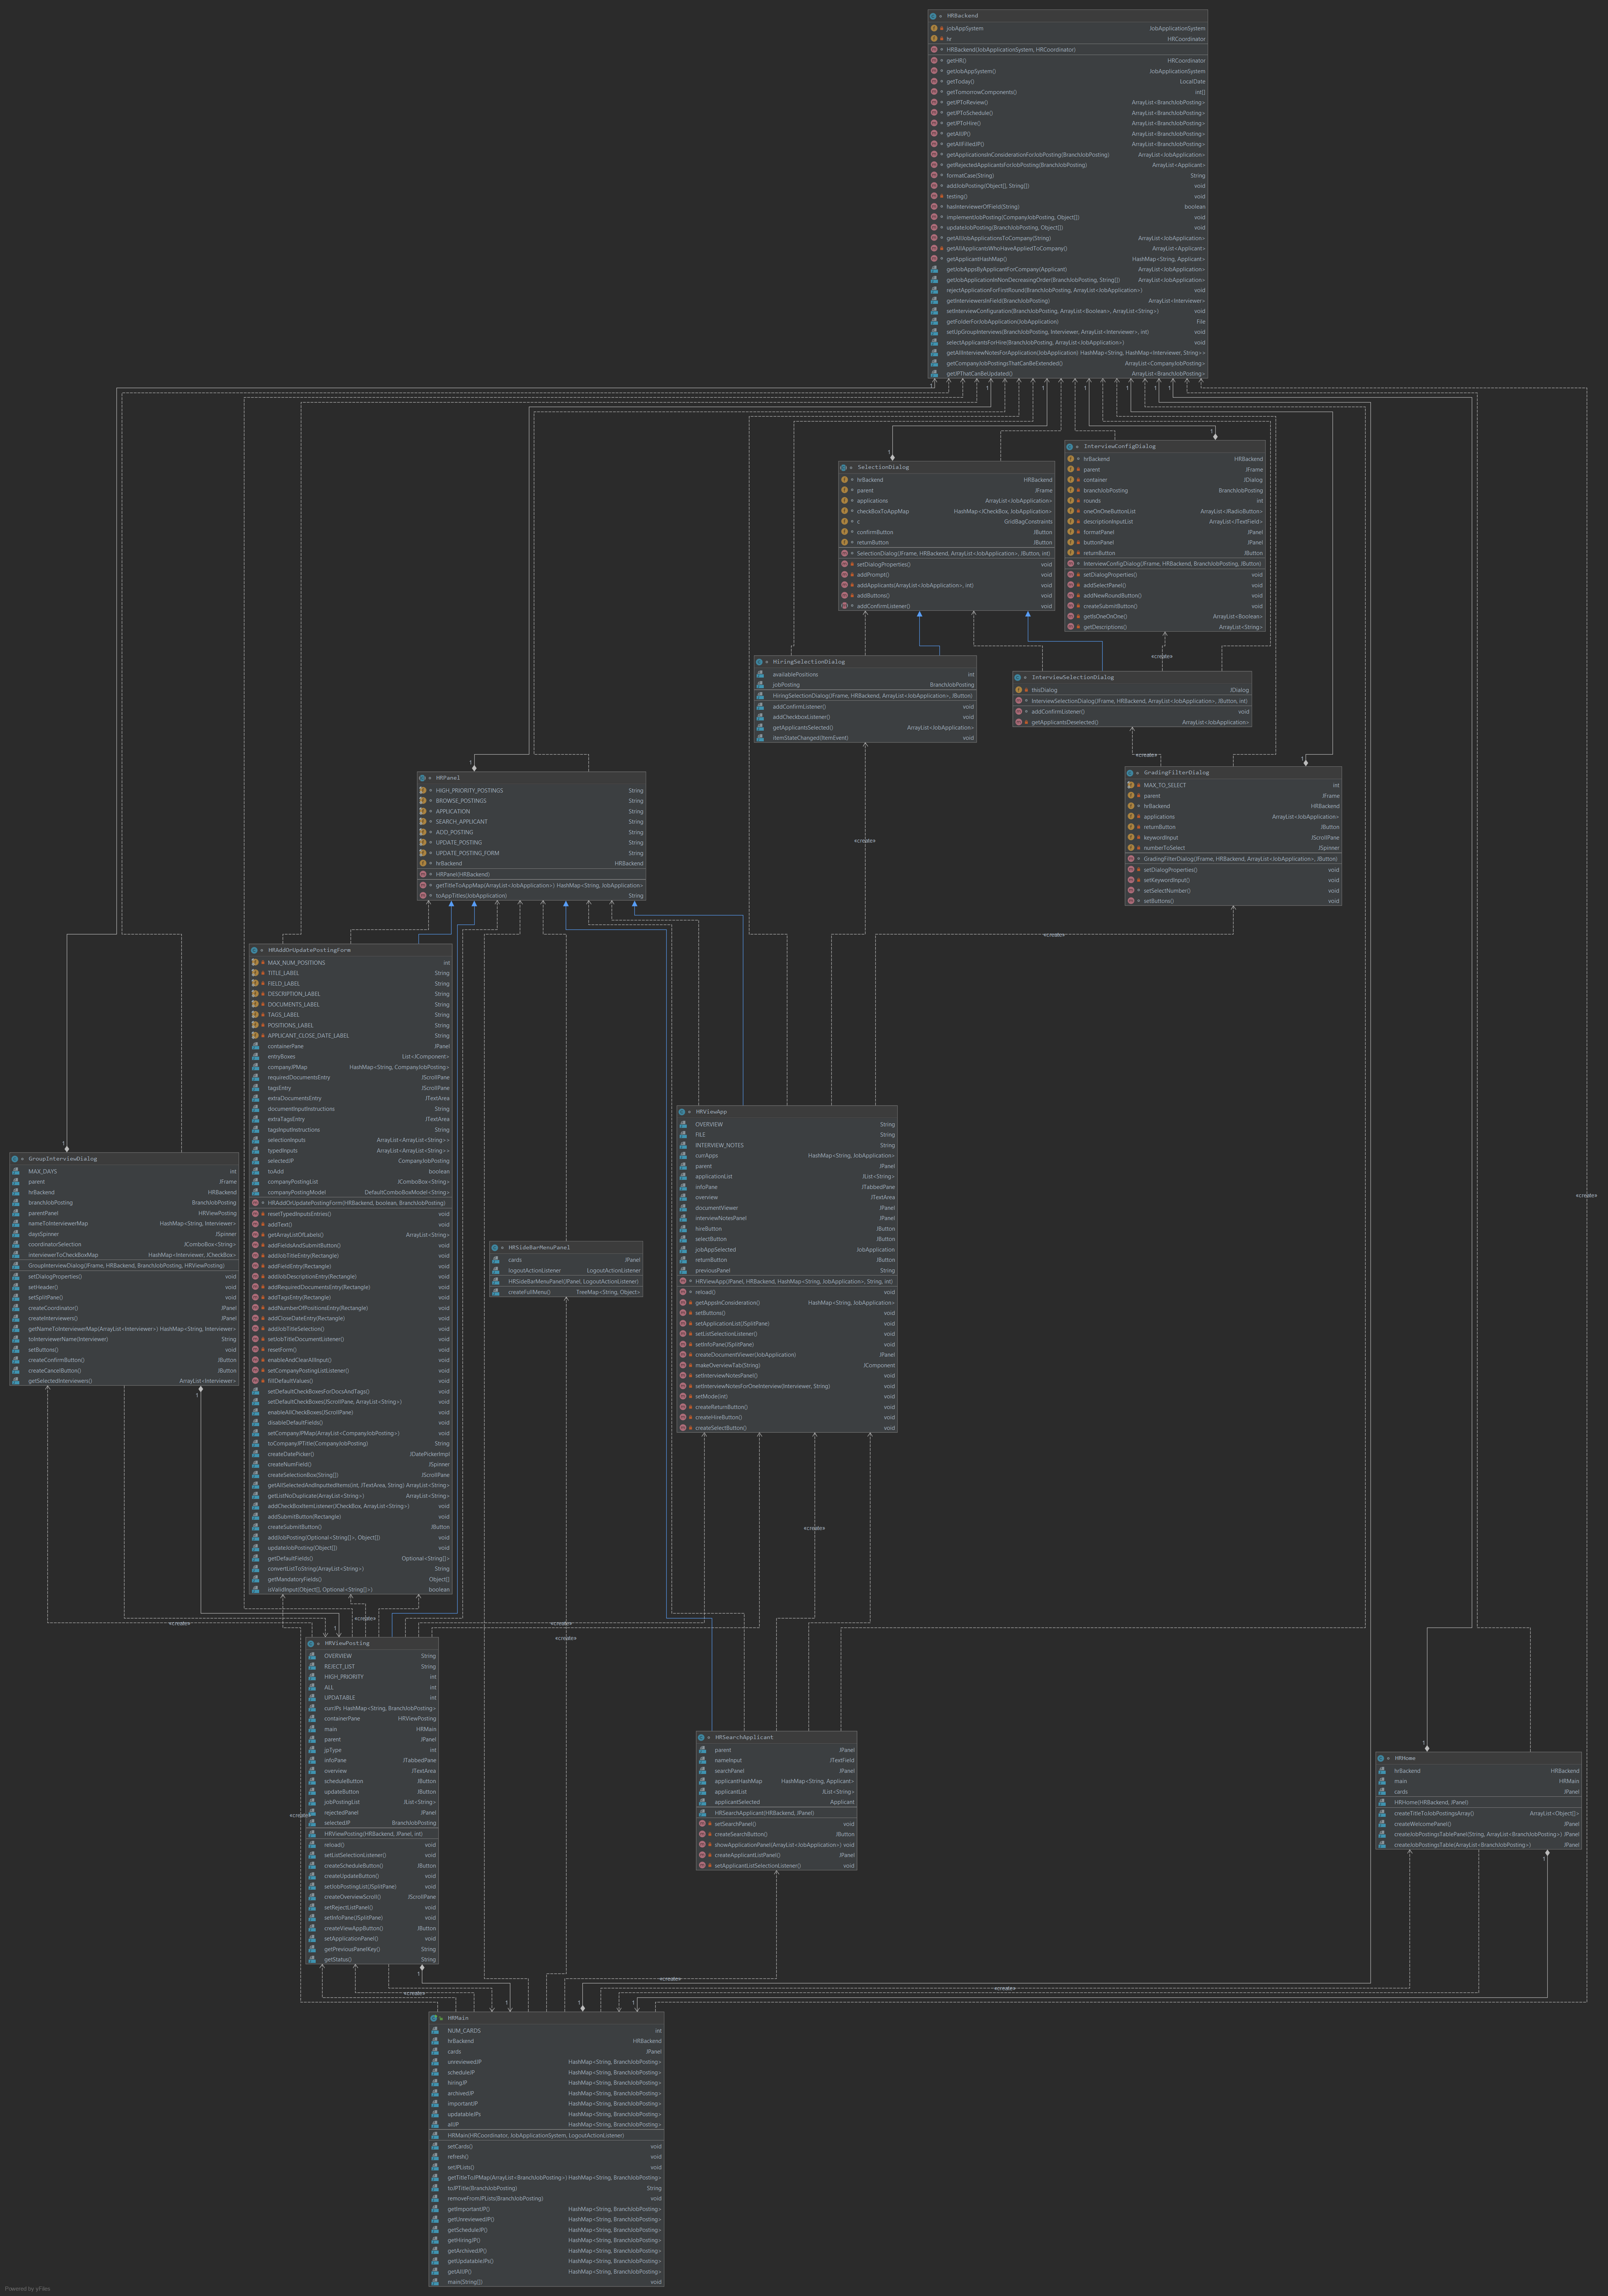 HRBackend
jobAppSystem JobApplicationSystem
hr HRCoordinator
HRBackend(JobApplicationSystem, HRCoordinator)
getHR() HRCoordinator
getJobAppSystem() JobApplicationSystem
getToday() LocalDate
getTomorrowComponents() int[]
getJPToReview() ArrayList<BranchJobPosting>
getJPToSchedule() ArrayList<BranchJobPosting>
getJPToHire() ArrayList<BranchJobPosting>
getAllJP() ArrayList<BranchJobPosting>
getAllFilledJP() ArrayList<BranchJobPosting>
getApplicationsInConsiderationForJobPosting(BranchJobPosting) ArrayList<JobApplication>
getRejectedApplicantsForJobPosting(BranchJobPosting) ArrayList<Applicant>
formatCase(String) String
addJobPosting(Object[], String[]) void
testing() void
hasInterviewerOfField(String) boolean
implementJobPosting(CompanyJobPosting, Object[]) void
updateJobPosting(BranchJobPosting, Object[]) void
getAllJobApplicationsToCompany(String) ArrayList<JobApplication>
getAllApplicantsWhoHaveAppliedToCompany() ArrayList<Applicant>
getApplicantHashMap() HashMap<String, Applicant>
getJobAppsByApplicantForCompany(Applicant) ArrayList<JobApplication>
getJobApplicationInNonDecreasingOrder(BranchJobPosting, String[]) ArrayList<JobApplication>
rejectApplicationForFirstRound(BranchJobPosting, ArrayList<JobApplication>) void
getInterviewersInField(BranchJobPosting) ArrayList<Interviewer>
setInterviewConfiguration(BranchJobPosting, ArrayList<Boolean>, ArrayList<String>) void
getFolderForJobApplication(JobApplication) File
setUpGroupInterviews(BranchJobPosting, Interviewer, ArrayList<Interviewer>, int) void
selectApplicantsForHire(BranchJobPosting, ArrayList<JobApplication>) void
getAllInterviewNotesForApplication(JobApplication) HashMap<String, HashMap<Interviewer, String>>
getCompanyJobPostingsThatCanBeExtended() ArrayList<CompanyJobPosting>
getJPThatCanBeUpdated() ArrayList<BranchJobPosting>
InterviewConfigDialog
hrBackend HRBackend
parent JFrame
container JDialog
branchJobPosting BranchJobPosting
rounds int
oneOnOneButtonList ArrayList<JRadioButton>
descriptionInputList ArrayList<JTextField>
formatPanel JPanel
buttonPanel JPanel
returnButton JButton
InterviewConfigDialog(JFrame, HRBackend, BranchJobPosting, JButton)
setDialogProperties() void
addSelectPanel() void
addNewRoundButton() void
createSubmitButton() void
getIsOneOnOne() ArrayList<Boolean>
getDescriptions() ArrayList<String>
SelectionDialog
hrBackend HRBackend
parent JFrame
applications ArrayList<JobApplication>
checkBoxToAppMap HashMap<JCheckBox, JobApplication>
c GridBagConstraints
confirmButton JButton
returnButton JButton
SelectionDialog(JFrame, HRBackend, ArrayList<JobApplication>, JButton, int)
setDialogProperties() void
addPrompt() void
addApplicants(ArrayList<JobApplication>, int) void
addButtons() void
addConfirmListener() void
HiringSelectionDialog
availablePositions int
jobPosting BranchJobPosting
HiringSelectionDialog(JFrame, HRBackend, ArrayList<JobApplication>, JButton)
addConfirmListener() void
addCheckboxListener() void
getApplicantsSelected() ArrayList<JobApplication>
itemStateChanged(ItemEvent) void
InterviewSelectionDialog
thisDialog JDialog
InterviewSelectionDialog(JFrame, HRBackend, ArrayList<JobApplication>, JButton, int)
addConfirmListener() void
getApplicantsDeselected() ArrayList<JobApplication>
GradingFilterDialog
MAX_TO_SELECT int
parent JFrame
hrBackend HRBackend
applications ArrayList<JobApplication>
returnButton JButton
keywordInput JScrollPane
numberToSelect JSpinner
GradingFilterDialog(JFrame, HRBackend, ArrayList<JobApplication>, JButton)
setDialogProperties() void
setKeywordInput() void
setSelectNumber() void
setButtons() void
HRPanel
HIGH_PRIORITY_POSTINGS String
BROWSE_POSTINGS String
APPLICATION String
SEARCH_APPLICANT String
ADD_POSTING String
UPDATE_POSTING String
UPDATE_POSTING_FORM String
hrBackend HRBackend
HRPanel(HRBackend)
getTitleToAppMap(ArrayList<JobApplication>) HashMap<String, JobApplication>
toAppTitles(JobApplication) String
HRAddOrUpdatePostingForm
MAX_NUM_POSITIONS int
TITLE_LABEL String
FIELD_LABEL String
DESCRIPTION_LABEL String
DOCUMENTS_LABEL String
TAGS_LABEL String
POSITIONS_LABEL String
APPLICANT_CLOSE_DATE_LABEL String
containerPane JPanel
entryBoxes List<JComponent>
companyJPMap HashMap<String, CompanyJobPosting>
requiredDocumentsEntry JScrollPane
tagsEntry JScrollPane
extraDocumentsEntry JTextArea
documentInputInstructions String
extraTagsEntry JTextArea
tagsInputInstructions String
selectionInputs ArrayList<ArrayList<String>>
typedInputs ArrayList<ArrayList<String>>
selectedJP CompanyJobPosting
toAdd boolean
companyPostingList JComboBox<String>
companyPostingModel DefaultComboBoxModel<String>
HRAddOrUpdatePostingForm(HRBackend, boolean, BranchJobPosting)
resetTypedInputsEntries() void
addText() void
getArrayListOfLabels() ArrayList<String>
addFieldsAndSubmitButton() void
addJobTitleEntry(Rectangle) void
addFieldEntry(Rectangle) void
addJobDescriptionEntry(Rectangle) void
addRequiredDocumentsEntry(Rectangle) void
addTagsEntry(Rectangle) void
addNumberOfPositionsEntry(Rectangle) void
addCloseDateEntry(Rectangle) void
addJobTitleSelection() void
setJobTitleDocumentListener() void
resetForm() void
enableAndClearAllInput() void
setCompanyPostingListListener() void
fillDefaultValues() void
setDefaultCheckBoxesForDocsAndTags() void
setDefaultCheckBoxes(JScrollPane, ArrayList<String>) void
enableAllCheckBoxes(JScrollPane) void
disableDefaultFields() void
setCompanyJPMap(ArrayList<CompanyJobPosting>) void
toCompanyJPTitle(CompanyJobPosting) String
createDatePicker() JDatePickerImpl
createNumField() JSpinner
createSelectionBox(String[]) JScrollPane
getAllSelectedAndInputtedItems(int, JTextArea, String) ArrayList<String>
getListNoDuplicate(ArrayList<String>) ArrayList<String>
addCheckBoxItemListener(JCheckBox, ArrayList<String>) void
addSubmitButton(Rectangle) void
createSubmitButton() JButton
addJobPosting(Optional<String[]>, Object[]) void
updateJobPosting(Object[]) void
getDefaultFields() Optional<String[]>
convertListToString(ArrayList<String>) String
getMandatoryFields() Object[]
isValidInput(Object[], Optional<String[]>) boolean
HRViewApp
OVERVIEW String
FILE String
INTERVIEW_NOTES String
currApps HashMap<String, JobApplication>
parent JPanel
applicationList JList<String>
infoPane JTabbedPane
overview JTextArea
documentViewer JPanel
interviewNotesPanel JPanel
hireButton JButton
selectButton JButton
jobAppSelected JobApplication
returnButton JButton
previousPanel String
HRViewApp(JPanel, HRBackend, HashMap<String, JobApplication>, String, int)
reload() void
getAppsInConsideration() HashMap<String, JobApplication>
setButtons() void
setApplicationList(JSplitPane) void
setListSelectionListener() void
setInfoPane(JSplitPane) void
createDocumentViewer(JobApplication) JPanel
makeOverviewTab(String) JComponent
setInterviewNotesPanel() void
setInterviewNotesForOneInterview(Interviewer, String) void
setMode(int) void
createReturnButton() void
createHireButton() void
createSelectButton() void
GroupInterviewDialog
MAX_DAYS int
parent JFrame
hrBackend HRBackend
branchJobPosting BranchJobPosting
parentPanel HRViewPosting
nameToInterviewerMap HashMap<String, Interviewer>
daysSpinner JSpinner
coordinatorSelection JComboBox<String>
interviewerToCheckBoxMap HashMap<Interviewer, JCheckBox>
GroupInterviewDialog(JFrame, HRBackend, BranchJobPosting, HRViewPosting)
setDialogProperties() void
setHeader() void
setSplitPane() void
createCoordinator() JPanel
createInterviewers() JPanel
getNameToInterviewerMap(ArrayList<Interviewer>) HashMap<String, Interviewer>
toInterviewerName(Interviewer) String
setButtons() void
createConfirmButton() JButton
createCancelButton() JButton
getSelectedInterviewers() ArrayList<Interviewer>
HRSideBarMenuPanel
cards JPanel
logoutActionListener LogoutActionListener
HRSideBarMenuPanel(JPanel, LogoutActionListener)
createFullMenu() TreeMap<String, Object>
HRViewPosting
OVERVIEW String
REJECT_LIST String
HIGH_PRIORITY int
ALL int
UPDATABLE int
currJPs HashMap<String, BranchJobPosting>
containerPane HRViewPosting
main HRMain
parent JPanel
jpType int
infoPane JTabbedPane
overview JTextArea
scheduleButton JButton
updateButton JButton
jobPostingList JList<String>
rejectedPanel JPanel
selectedJP BranchJobPosting
HRViewPosting(HRBackend, JPanel, int)
reload() void
setListSelectionListener() void
createScheduleButton() JButton
createUpdateButton() void
setJobPostingList(JSplitPane) void
createOverviewScroll() JScrollPane
setRejectListPanel() void
setInfoPane(JSplitPane) void
createViewAppButton() JButton
setApplicationPanel() void
getPreviousPanelKey() String
getStatus() String
HRSearchApplicant
parent JPanel
nameInput JTextField
searchPanel JPanel
applicantHashMap HashMap<String, Applicant>
applicantList JList<String>
applicantSelected Applicant
HRSearchApplicant(HRBackend, JPanel)
setSearchPanel() void
createSearchButton() JButton
showApplicationPanel(ArrayList<JobApplication>) void
createApplicantListPanel() JPanel
setApplicantListSelectionListener() void
HRHome
hrBackend HRBackend
main HRMain
cards JPanel
HRHome(HRBackend, JPanel)
createTitleToJobPostingsArray() ArrayList<Object[]>
createWelcomePanel() JPanel
createJobPostingsTablePanel(String, ArrayList<BranchJobPosting>) JPanel
createJobPostingsTable(ArrayList<BranchJobPosting>) JPanel
HRMain
NUM_CARDS int
hrBackend HRBackend
cards JPanel
unreviewedJP HashMap<String, BranchJobPosting>
scheduleJP HashMap<String, BranchJobPosting>
hiringJP HashMap<String, BranchJobPosting>
archivedJP HashMap<String, BranchJobPosting>
importantJP HashMap<String, BranchJobPosting>
updatableJPs HashMap<String, BranchJobPosting>
allJP HashMap<String, BranchJobPosting>
HRMain(HRCoordinator, JobApplicationSystem, LogoutActionListener)
setCards() void
refresh() void
setJPLists() void
getTitleToJPMap(ArrayList<BranchJobPosting>) HashMap<String, BranchJobPosting>
toJPTitle(BranchJobPosting) String
removeFromJPLists(BranchJobPosting) void
getImportantJP() HashMap<String, BranchJobPosting>
getUnreviewedJP() HashMap<String, BranchJobPosting>
getScheduleJP() HashMap<String, BranchJobPosting>
getHiringJP() HashMap<String, BranchJobPosting>
getArchivedJP() HashMap<String, BranchJobPosting>
getUpdatableJPs() HashMap<String, BranchJobPosting>
getAllJP() HashMap<String, BranchJobPosting>
main(String[]) void
«create»
«create»
«create»
«create»
«create»
«create»
«create»
«create»
«create»
«create»
«create»
«create»
«create»
Powered by yFiles